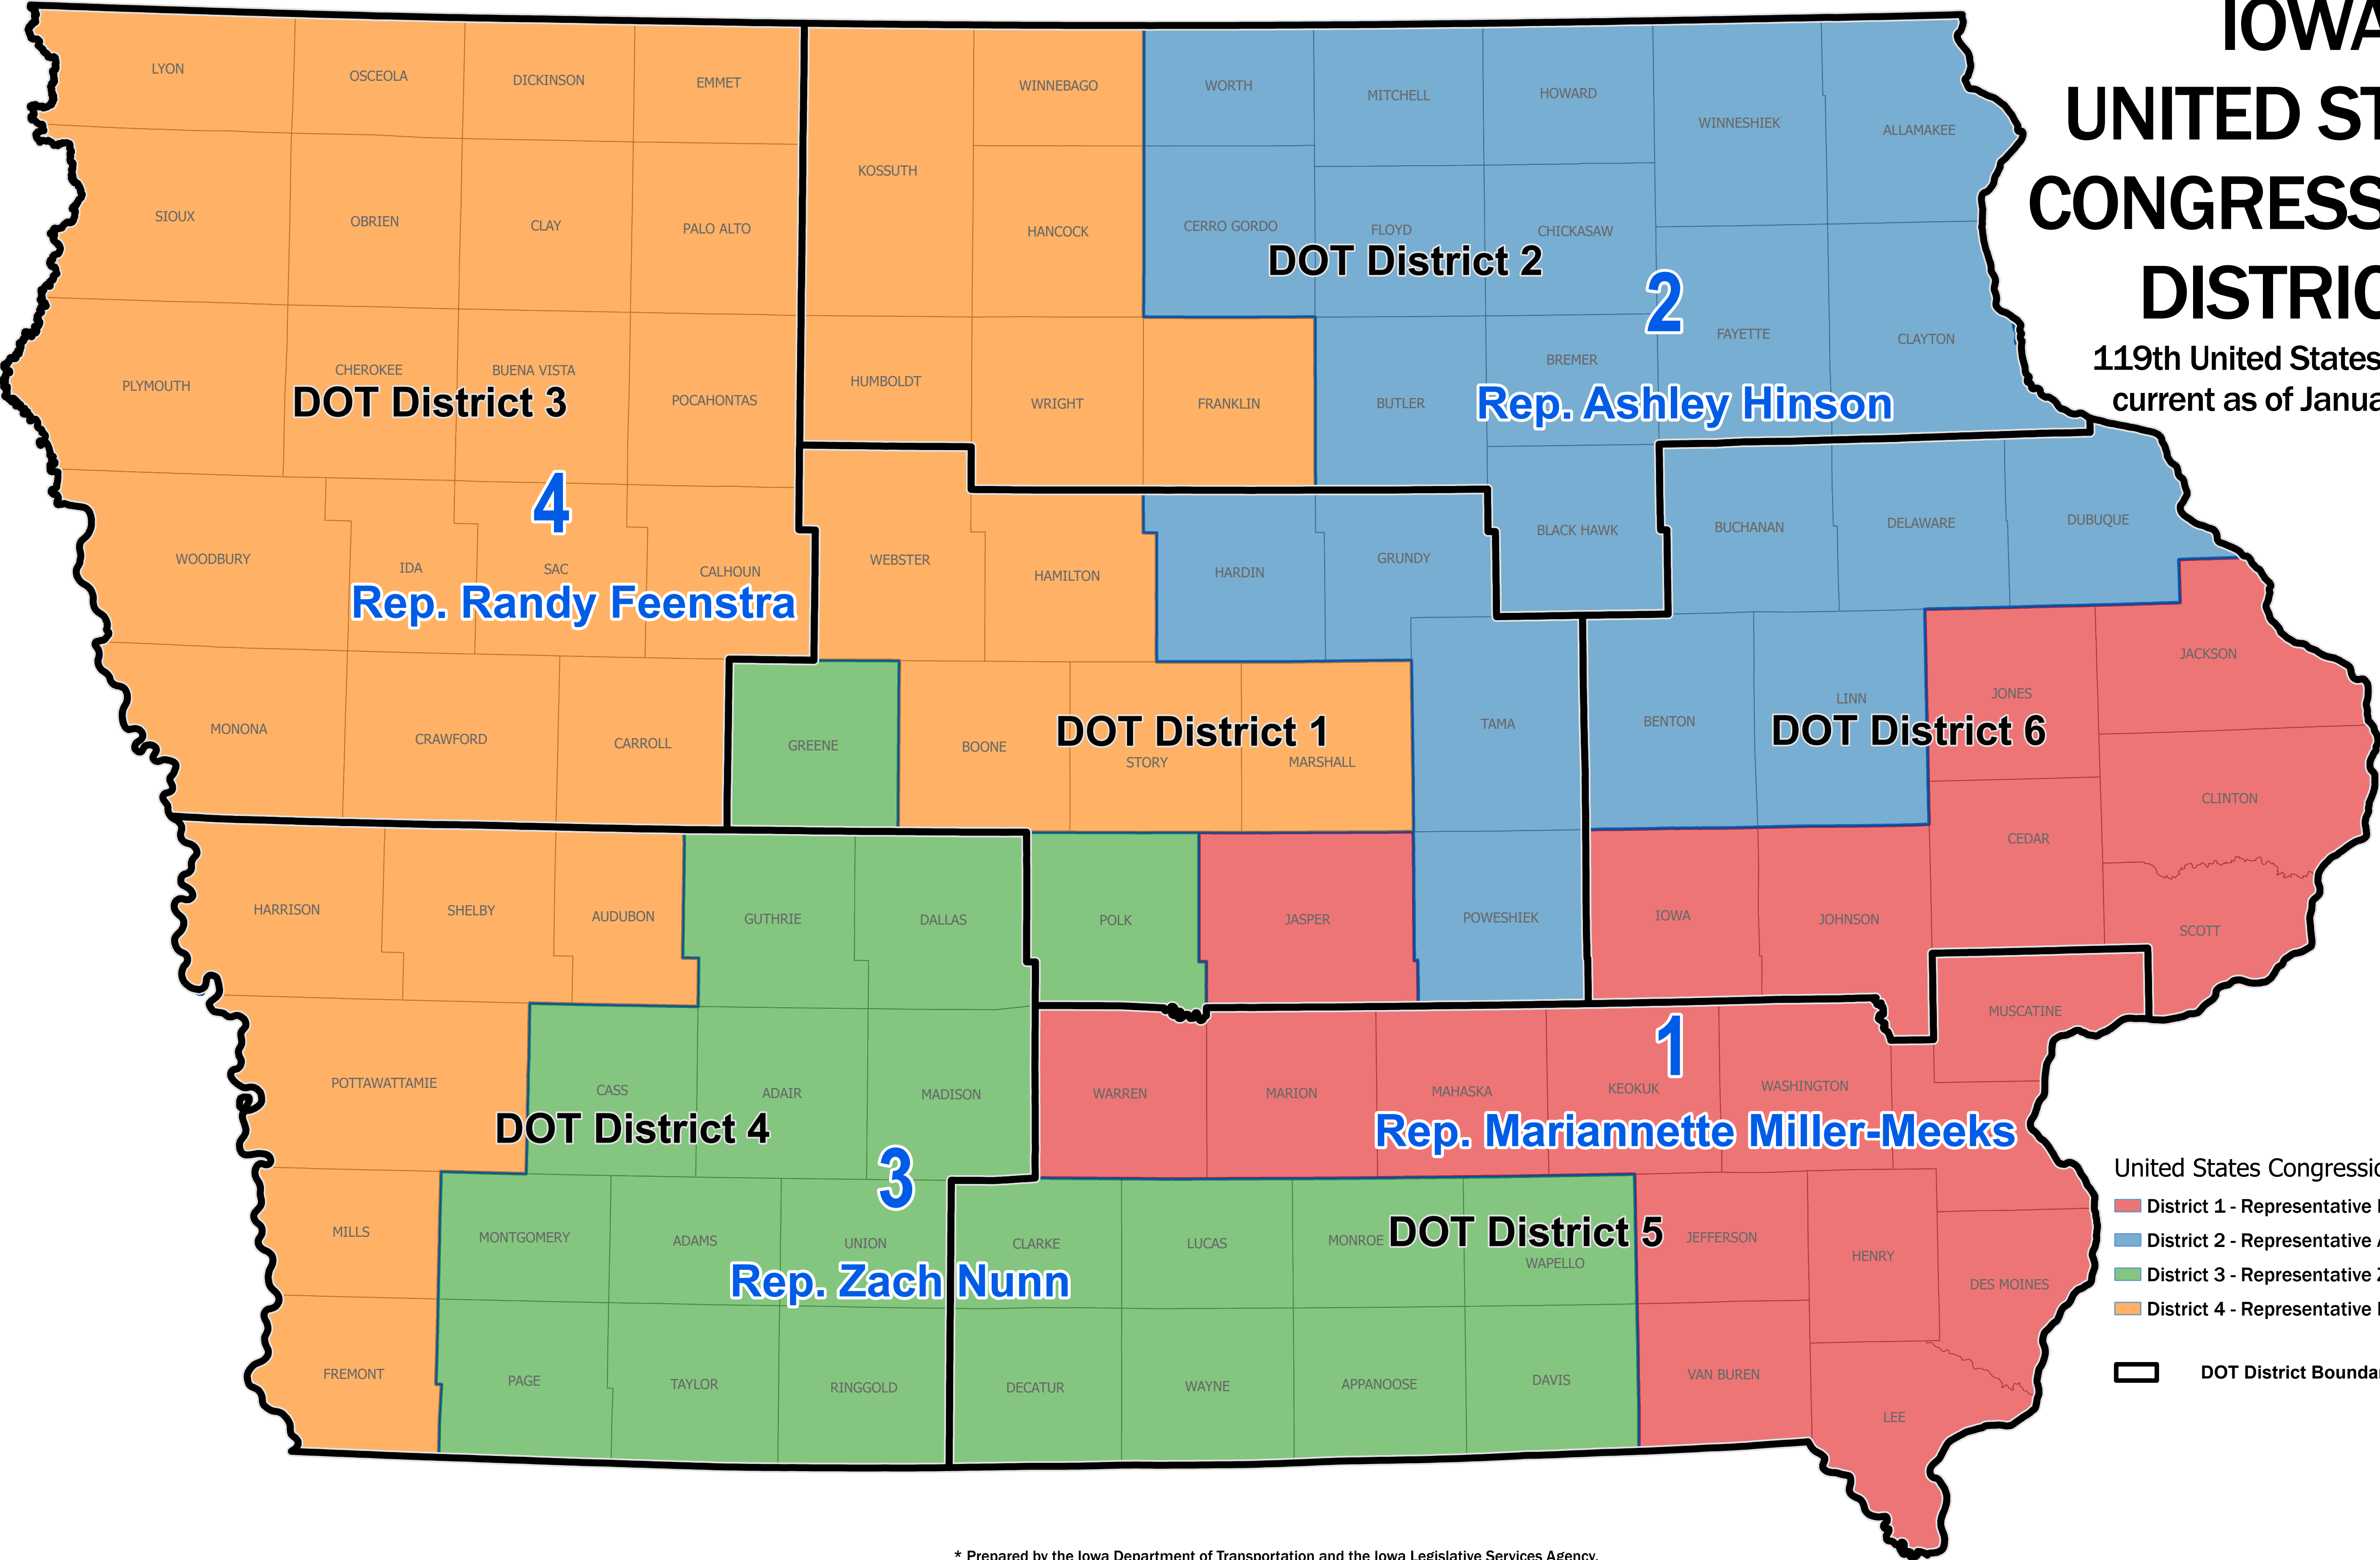 IOWA
UNITED ST
CONGRESS
DISTRIC
119th United States
current as of Janua
LYON
OSCEOLA
DICKINSON
EMMET
WINNEBAGO
WORTH
MITCHELL
HOWARD
WINNESHIEK
ALLAMAKEE
KOSSUTH
SIOUX
OBRIEN
CLAY
PALO ALTO
HANCOCK
CERRO GORDO
FLOYD
CHICKASAW
DOT District 2
2
FAYETTE
CLAYTON
PLYMOUTH
CHEROKEE
BUENA VISTA
POCAHONTAS
HUMBOLDT
WRIGHT
FRANKLIN
BUTLER
BREMER
DOT District 3
Rep. Ashley Hinson
4
WOODBURY
IDA
SAC
CALHOUN
WEBSTER
HAMILTON
HARDIN
GRUNDY
BLACK HAWK
BUCHANAN
DELAWARE
DUBUQUE
Rep. Randy Feenstra
JACKSON
JONES
LINN
BENTON
TAMA
MONONA
CRAWFORD
CARROLL
GREENE
BOONE
DOT District 1
STORY
MARSHALL
DOT District 6
CLINTON
CEDAR
HARRISON
SHELBY
AUDUBON
GUTHRIE
DALLAS
POLK
JASPER
POWESHIEK
IOWA
JOHNSON
SCOTT
MUSCATINE
1
POTTAWATTAMIE
CASS
ADAIR
MADISON
WARREN
MARION
MAHASKA
KEOKUK
WASHINGTON
DOT District 4
Rep. Mariannette Miller-Meeks
3
MILLS
MONTGOMERY
ADAMS
UNION
CLARKE
LUCAS
MONROE
DOT District 5
WAPELLO
JEFFERSON
HENRY
DES MOINES
Rep. Zach Nunn
FREMONT
PAGE
TAYLOR
RINGGOLD
DECATUR
WAYNE
APPANOOSE
DAVIS
VAN BUREN
LEE
United States Congressio
District 1 - Representative
District 2 - Representative
District 3 - Representative
District 4 - Representative
DOT District Bounda
* Prepared by the Iowa Department of Transportation and the Iowa Legislative Services Agency.